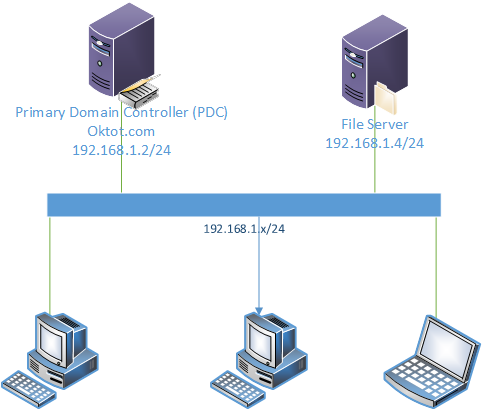 Primary Domain Controller (PDC)
Oktot.com
192.168.1.2/24
File Server
192.168.1.4/24
192.168.1.x/24